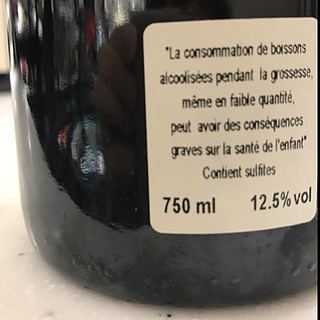 "La consommation de boissons
alcoolisées pendant la grossesse,
même en faible quantité,
peut avoir des conséquences
graves sur la santé de l'enfant"
Contient sulfites
750 ml 12.5% vol